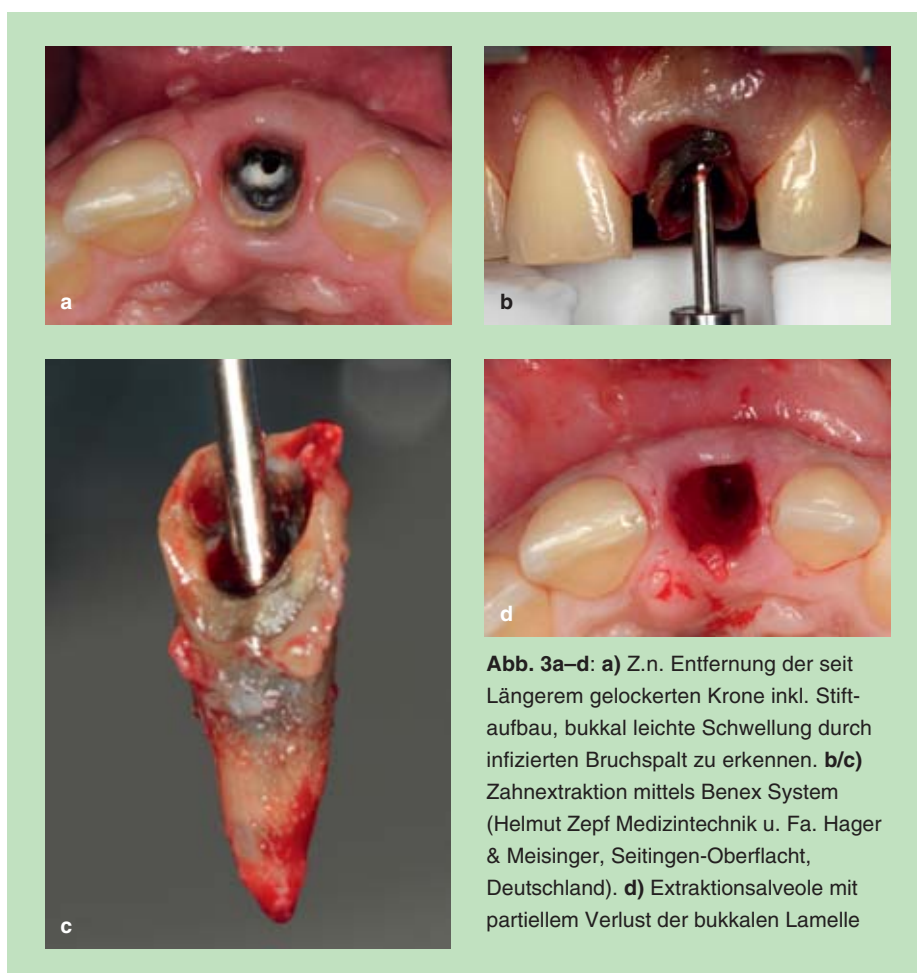 a
b
c
d
Abb. 3a–d: a) Z.n. Entfernung der seit
Längerem gelockerten Krone inkl. Stift-
aufbau, bukkal leichte Schwellung durch
infizierten Bruchspalt zu erkennen. b/c)
Zahnextraktion mittels Benex System
(Helmut Zepf Medizintechnik u. Fa. Hager
& Meisinger, Seitingen-Oberflacht,
Deutschland). d) Extraktionsalveole mit
partiellem Verlust der bukkalen Lamelle